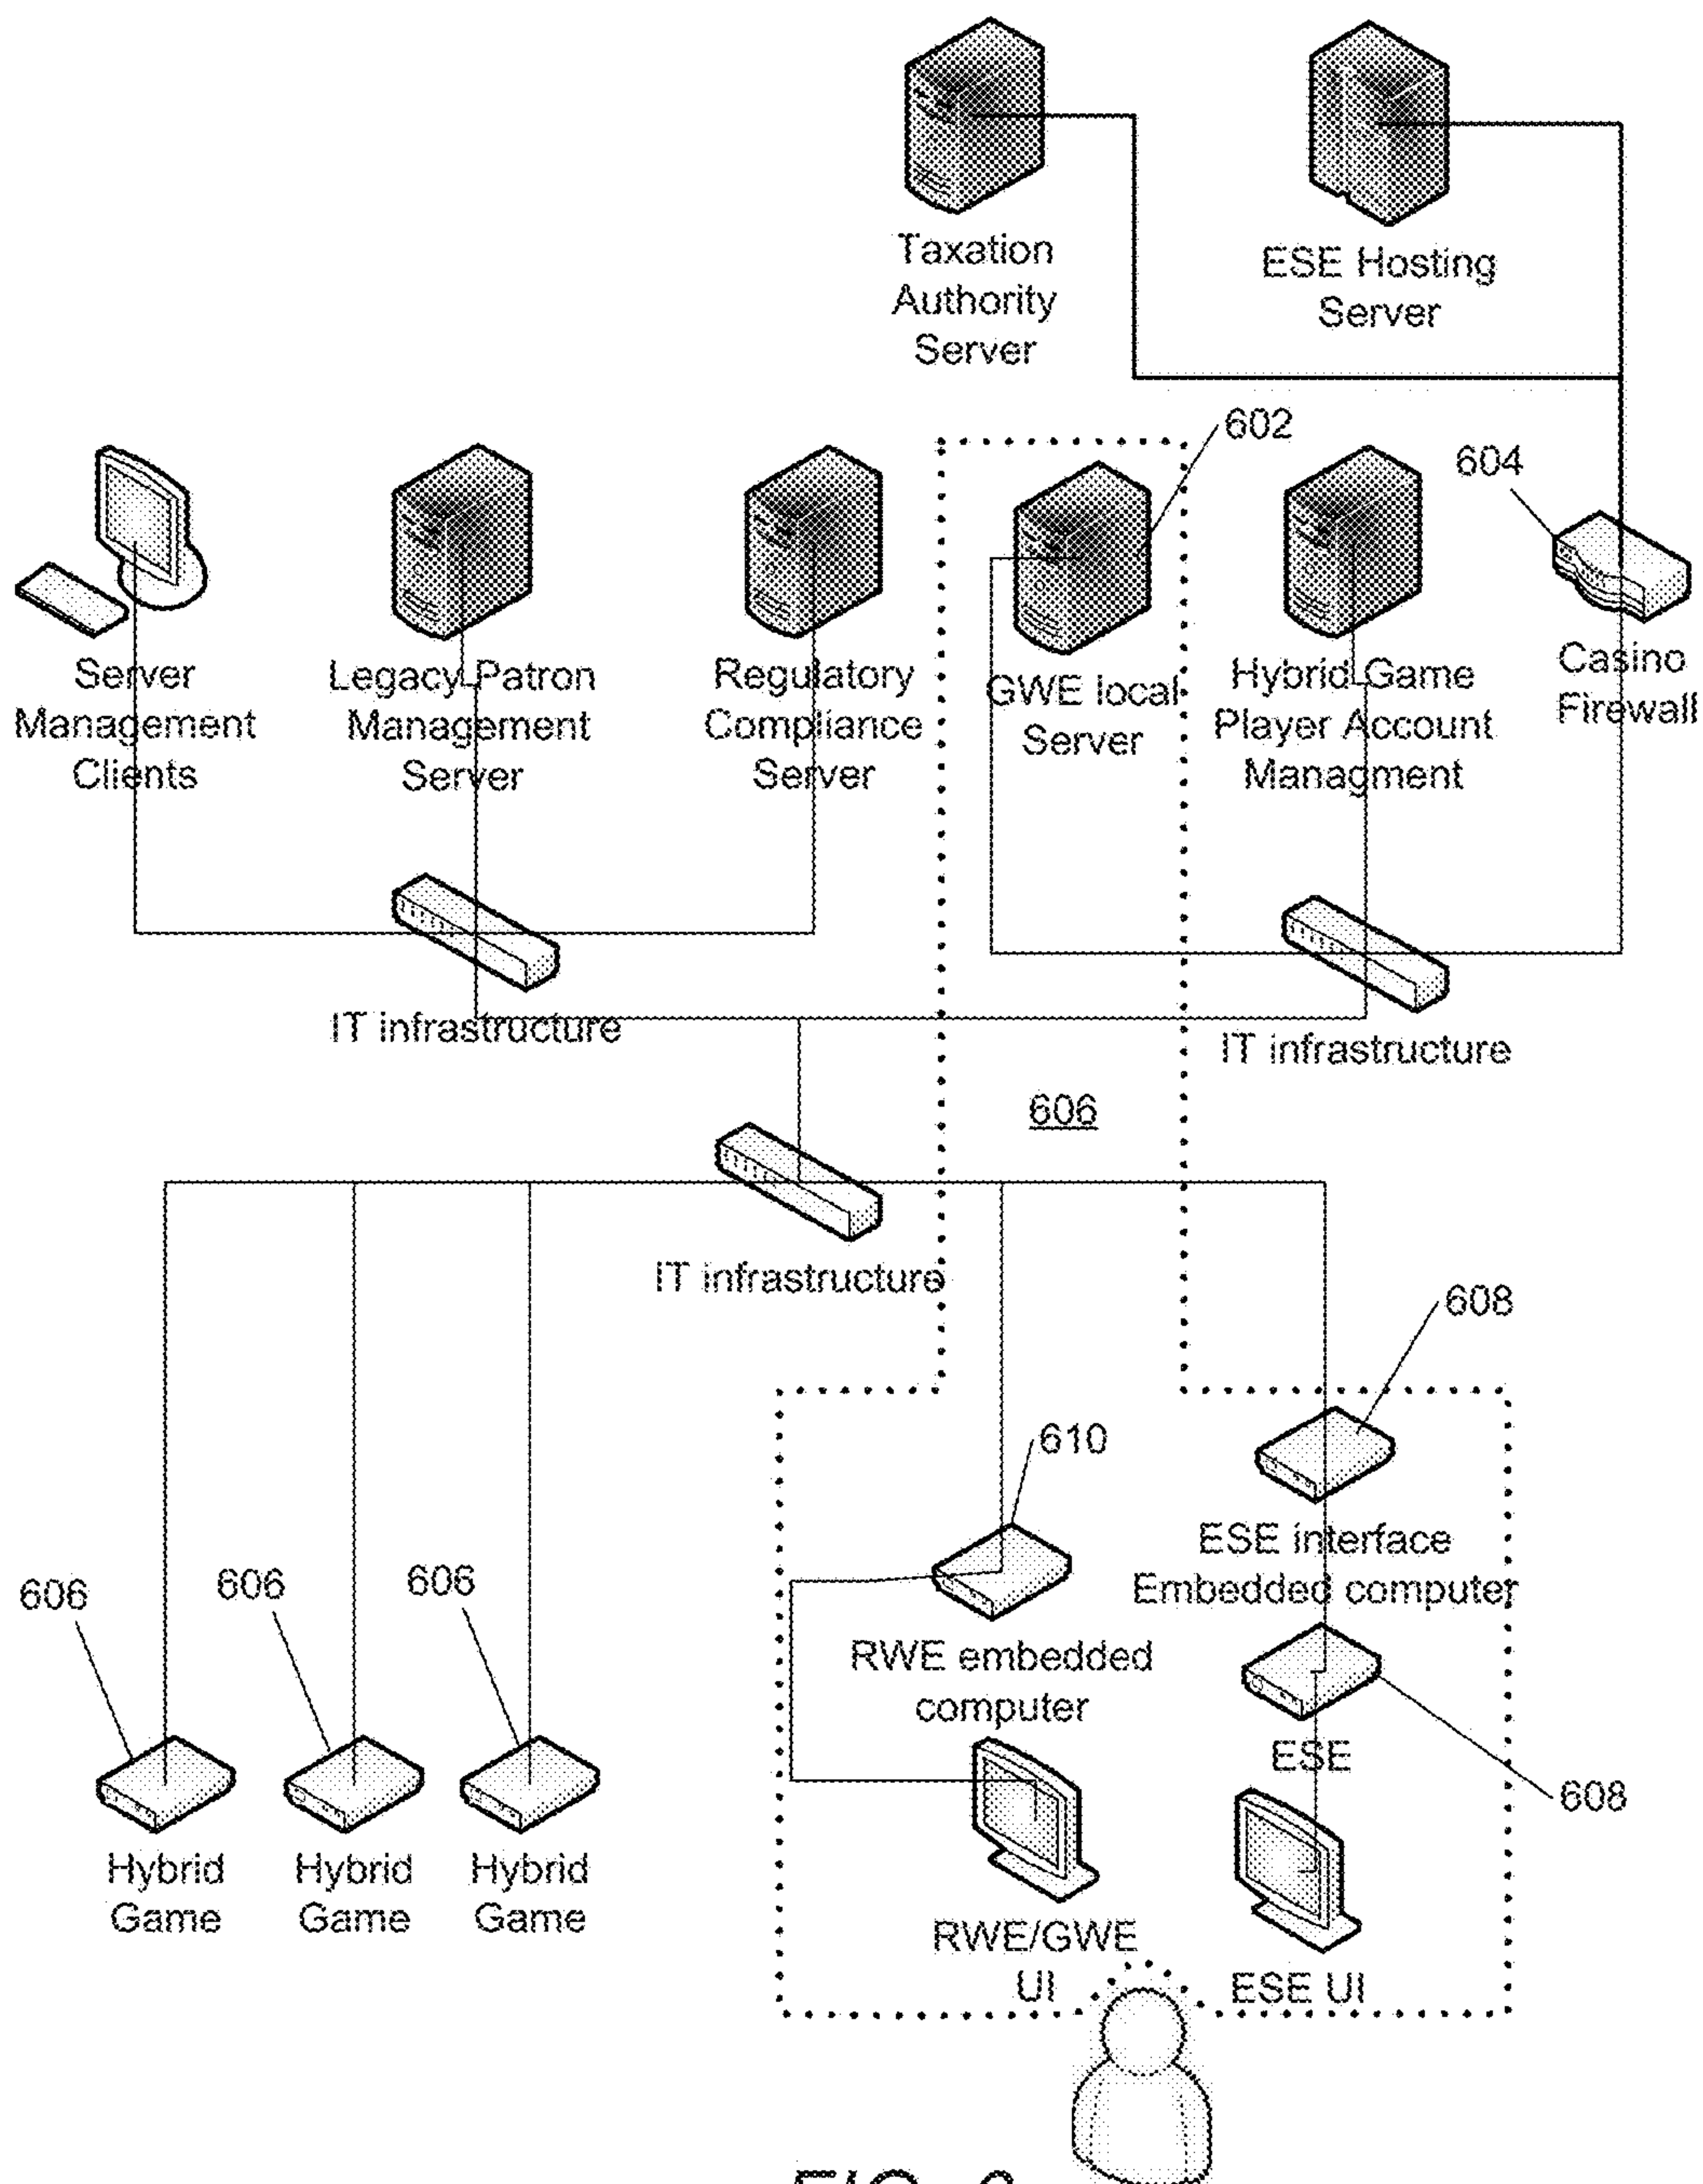 Taxation
Authority
Server
ESE Hosting
Server
602
604
Server
Management
Clients
Legacy Patron
Management
Server
Regulatory
Compliance
Server
GWE local
Server
Hybrid Game
Player Account
Managment
Casino
Firewall
IT infrastructure
IT infrastructure
606
IT infrastructure
608
610
ESE interface
Embedded computer
606
606
606
RWE embedded
computer
ESE
608
Hybrid
Game
Hybrid
Game
Hybrid
Game
RWE/GWE
UI
ESE UI